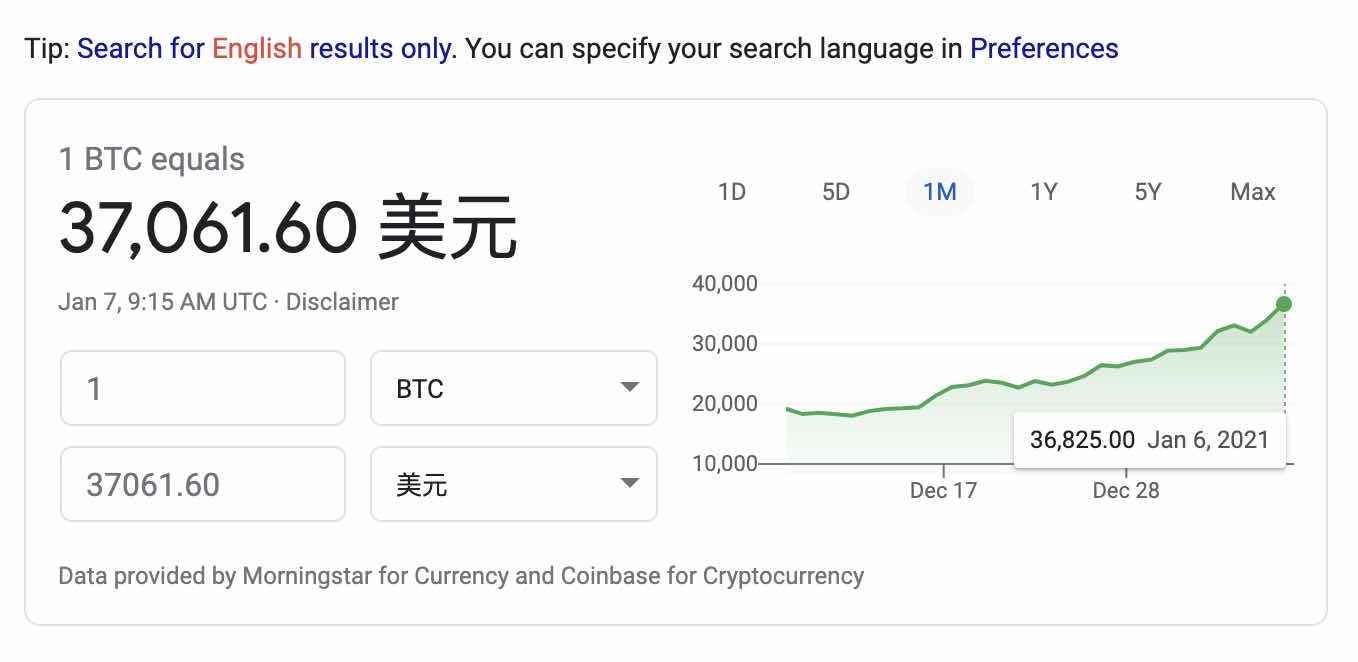 Tip: Search for English results only. You can specify your search language in Preferences
1 BTC equals
37,061.60 美元
Jan 7, 9:15 AM UTC · Disclaimer
1
BTC
37061.60
美元
1D 5D 1M 1Y 5Y Max
40,000
30,000
20,000
10,000
36,825.00 Jan 6, 2021
Dec 17 Dec 28
Data provided by Morningstar for Currency and Coinbase for Cryptocurrency